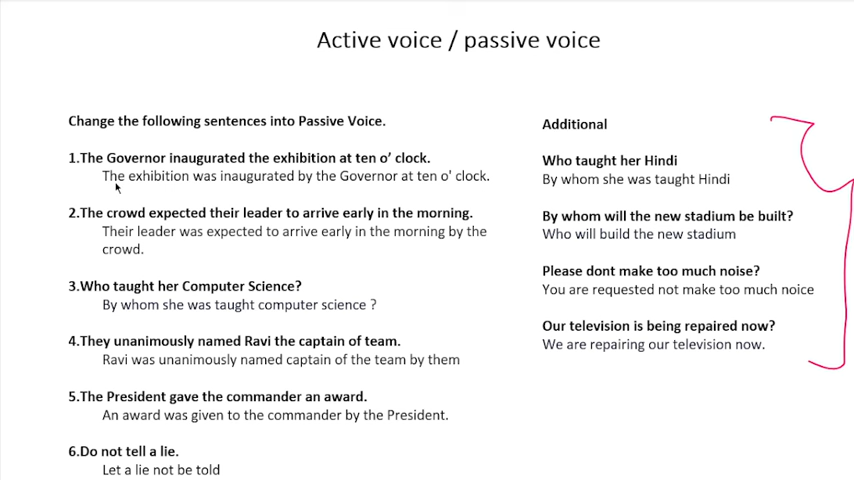 Active voice / passive voice
Change the following sentences into Passive Voice.
1.The Governor inaugurated the exhibition at ten o' clock.
The exhibition was inaugurated by the Governor at ten o' clock.
2.The crowd expected their leader to arrive early in the morning.
Their leader was expected to arrive early in the morning by the
crowd.
3.Who taught her Computer Science?
By whom she was taught computer science ?
4.They unanimously named Ravi the captain of team.
Ravi was unanimously named captain of the team by them
5.The President gave the commander an award.
An award was given to the commander by the President.
6.Do not tell a lie.
Let a lie not be told
Additional
Who taught her Hindi
By whom she was taught Hindi
By whom will the new stadium be built?
Who will build the new stadium
Please dont make too much noise?
You are requested not make too much noice
Our television is being repaired now?
We are repairing our television now.